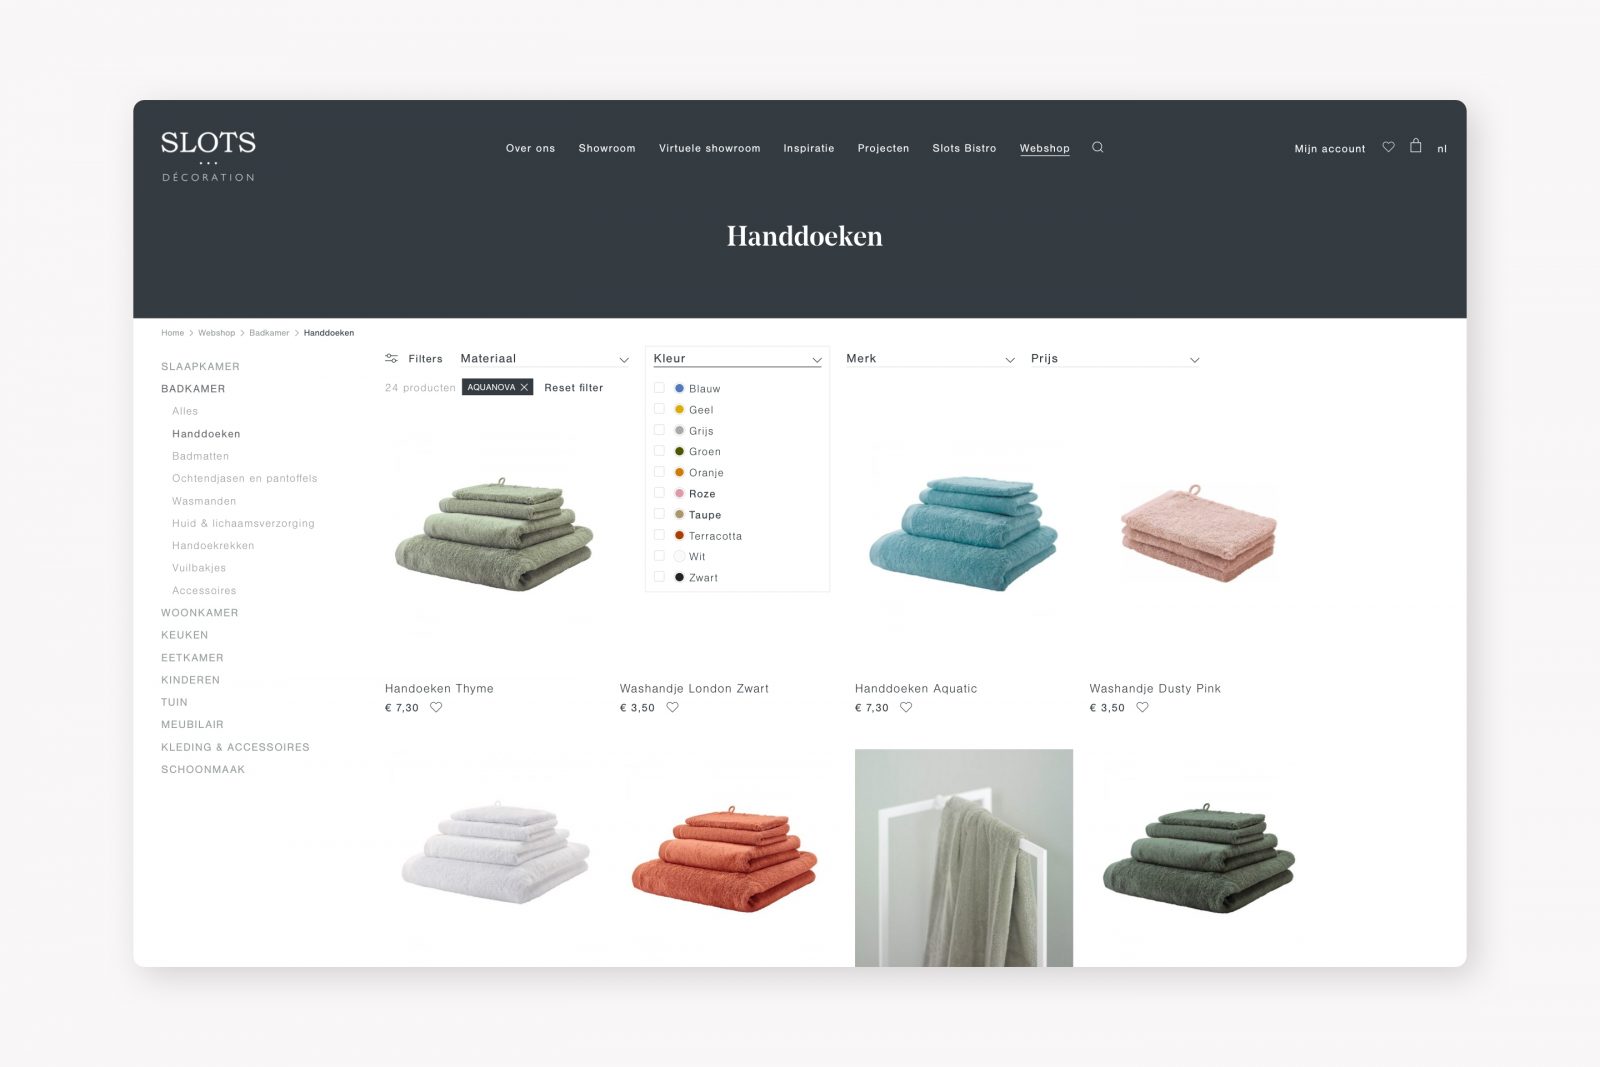 SLOTS
DÉCORATION
Over ons
Showroom
Virtuele showroom
Inspiratie
Projecten
Slots Bistro
Webshop
Mijn account
nl
Handdoeken
Home > Webshop > Badkamer > Handdoeken
SLAAPKAMER
BADKAMER
Alles
Handdoeken
Badmatten
Ochtendjasen en pantoffels
Wasmanden
Huid & lichaamsverzorging
Handoekrekken
Vuilbakjes
Accessoires
WOONKAMER
KEUKEN
EETKAMER
KINDEREN
TUIN
MEUBILAIR
KLEDING & ACCESSOIRES
SCHOONMAAK
Filters
Materiaal
Kleur
Merk
Prijs
24 producten
AQUANOVA
Reset filter
Blauw
Geel
Grijs
Groen
Oranje
Roze
Taupe
Terracotta
Wit
Zwart
Handoeken Thyme
€ 7,30
Washandje London Zwart
€ 3,50
Handdoeken Aquatic
€ 7,30
Washandje Dusty Pink
€ 3,50